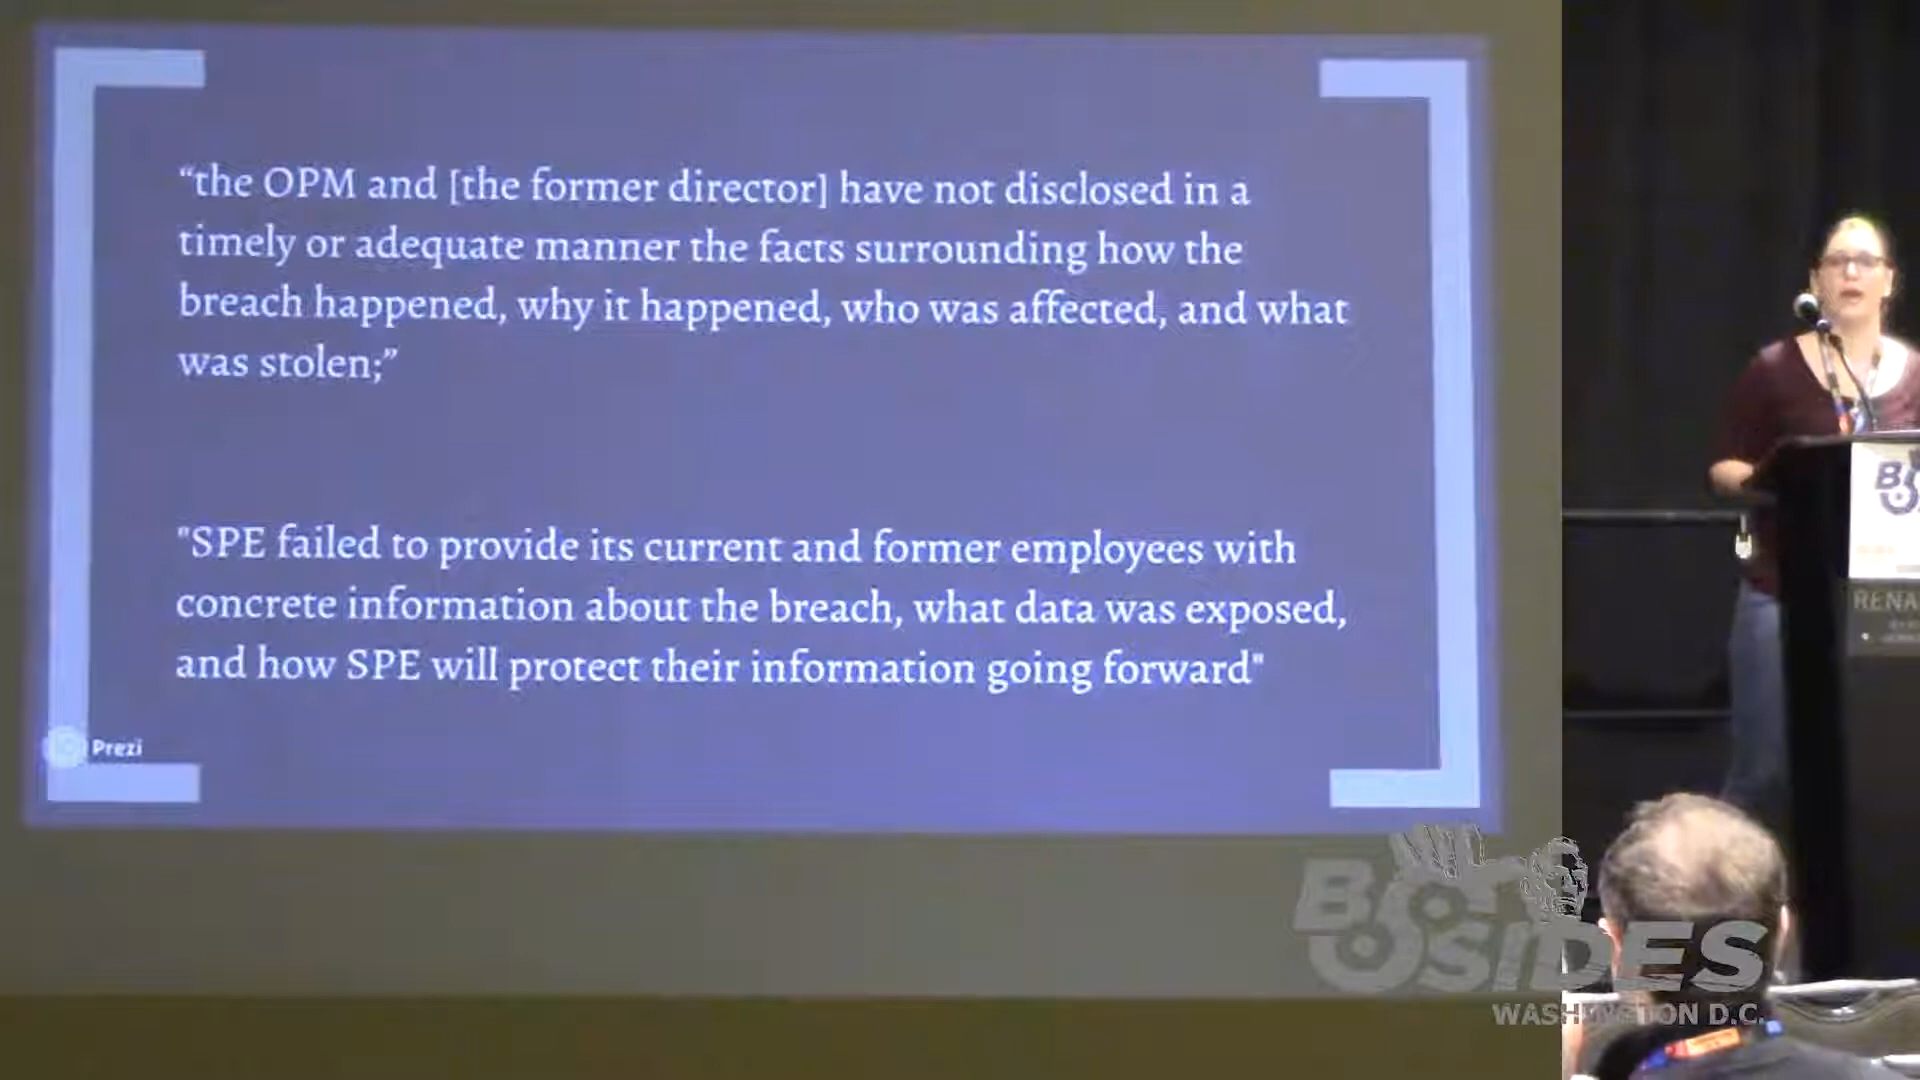 “the OPM and [the former director] have not disclosed in a
timely or adequate manner the facts surrounding how the
breach happened, why it happened, who was affected, and what
was stolen;”
"SPE failed to provide its current and former employees with
concrete information about the breach, what data was exposed,
and how SPE will protect their information going forward"
Prezi
B
RENA
BSIDES
WASHINGTON D.C.